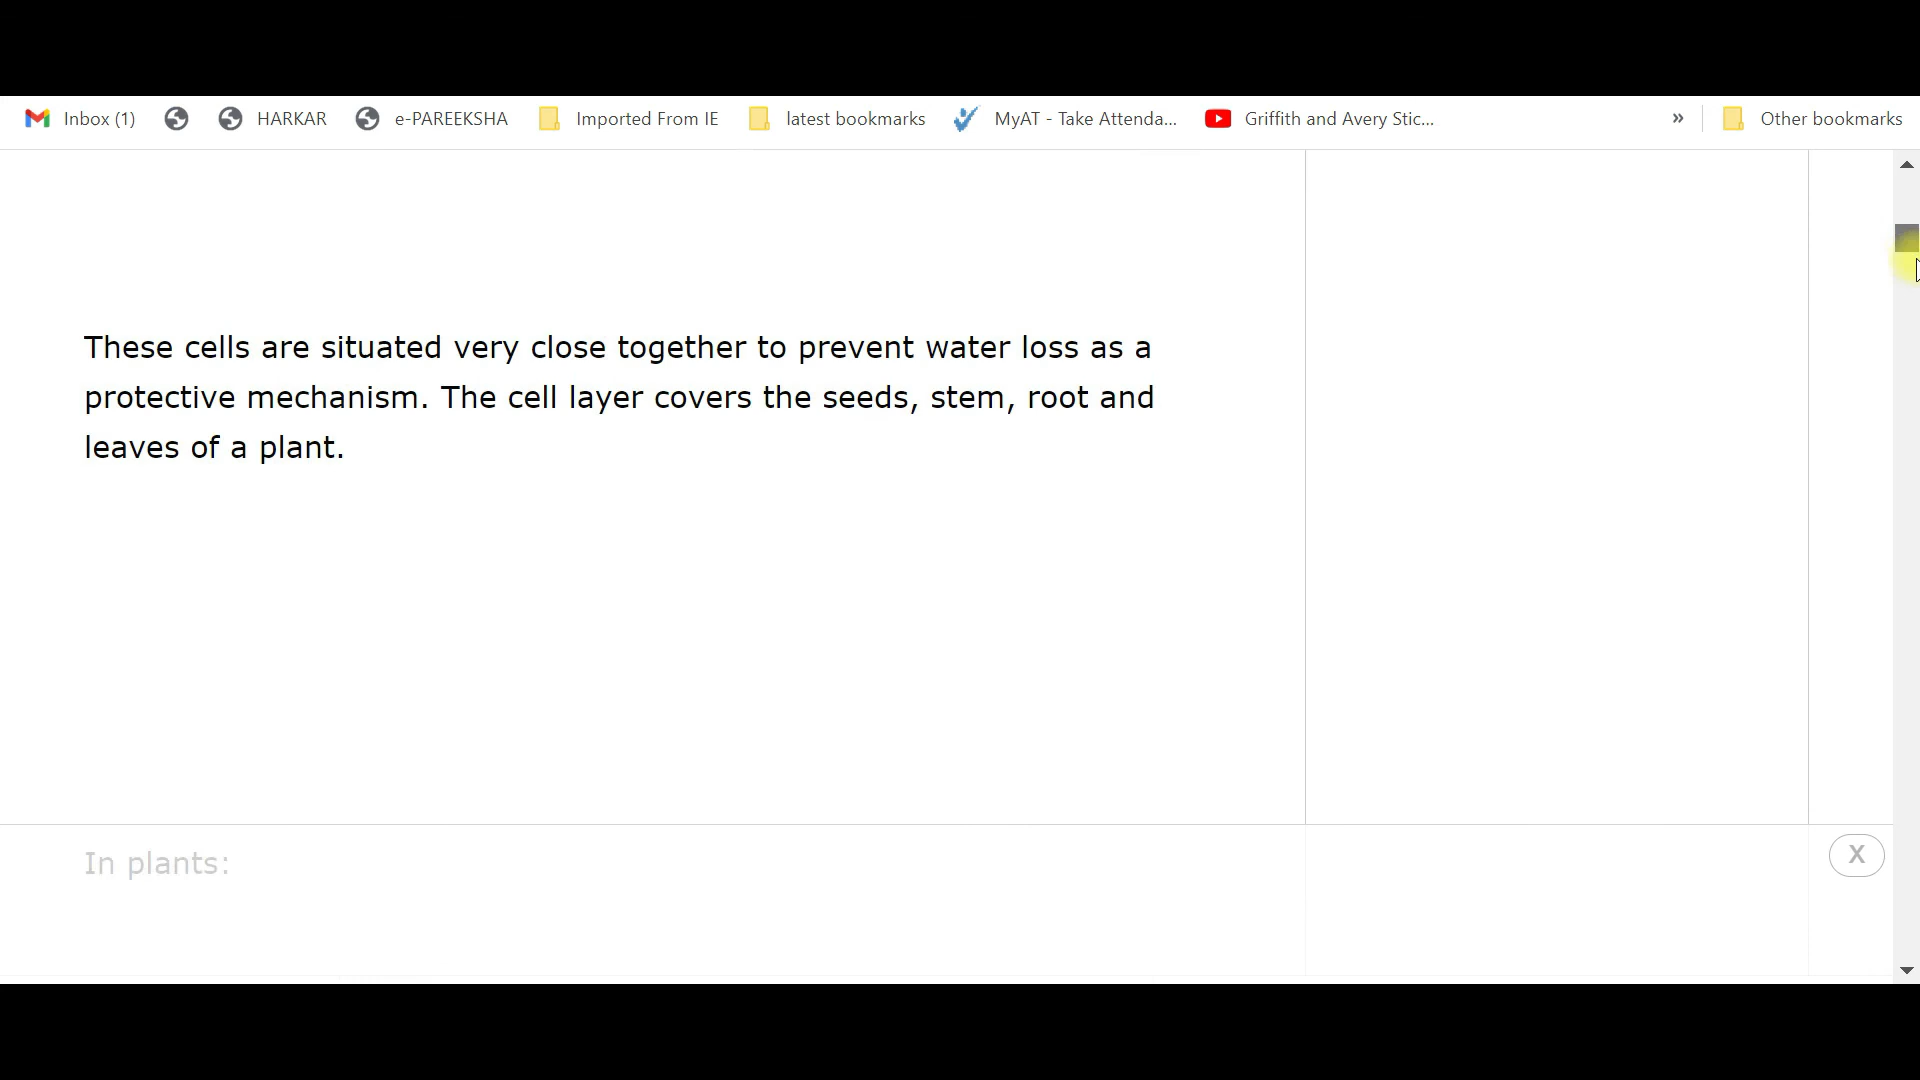 Inbox (1) HARKAR e-PAREEKSHA Imported From IE latest bookmarks MyAT - Take Attenda... Griffith and Avery Stic... » Other bookmarks
These cells are situated very close together to prevent water loss as a
protective mechanism. The cell layer covers the seeds, stem, root and
leaves of a plant.
In plants:
X